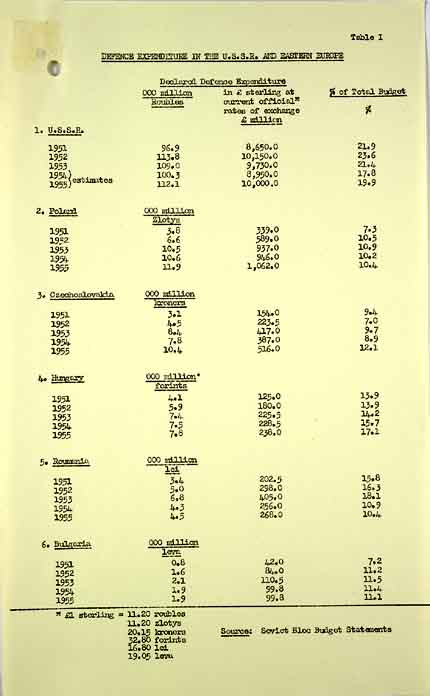 Table I
DEFENCE EXPENDITURE IN THE U.S.S.R. AND EASTERN EUROPE
Declared Defence Expenditure
000 million Roubles
in £ sterling at current official* rates of exchange £ million
% of Total Budget
%
1. U.S.S.R.
1951 96.9 8,650.0 21.9
1952 113.8 10,150.0 23.6
1953 109.0 9,730.0 21.4
1954) estimates 100.3 8,950.0 17.8
1955) 112.1 10,000.0 19.9
2. Poland 000 million
Zlotys
1951 3.8 339.0 7.3
1952 6.6 589.0 10.5
1953 10.5 937.0 10.9
1954 10.6 946.0 10.2
1955 11.9 1,062.0 10.4
3. Czechoslovakia 000 million
kroners
1951 3.1 154.0 9.4
1952 4.5 223.5 7.0
1953 8.4 417.0 9.7
1954 7.8 387.0 8.9
1955 10.4 516.0 12.1
4. Hungary 000 million*
forints
1951 4.1 125.0 13.9
1952 5.9 180.0 13.9
1953 7.4 225.5 14.2
1954 7.5 228.5 15.7
1955 7.8 238.0 17.1
5. Roumania 000 million
lei
1951 3.4 202.5 15.8
1952 5.0 298.0 16.3
1953 6.8 405.0 18.1
1954 4.3 256.0 10.9
1955 4.5 268.0 10.4
6. Bulgaria 000 million
leva
1951 0.8 42.0 7.2
1952 1.6 84.0 11.2
1953 2.1 110.5 11.5
1954 1.9 99.8 11.4
1955 1.9 99.8 11.1
* £1 sterling = 11.20 roubles
11.20 zlotys
20.15 kroners
32.80 forints
16.80 lei
19.05 leva
Source: Soviet Bloc Budget Statements